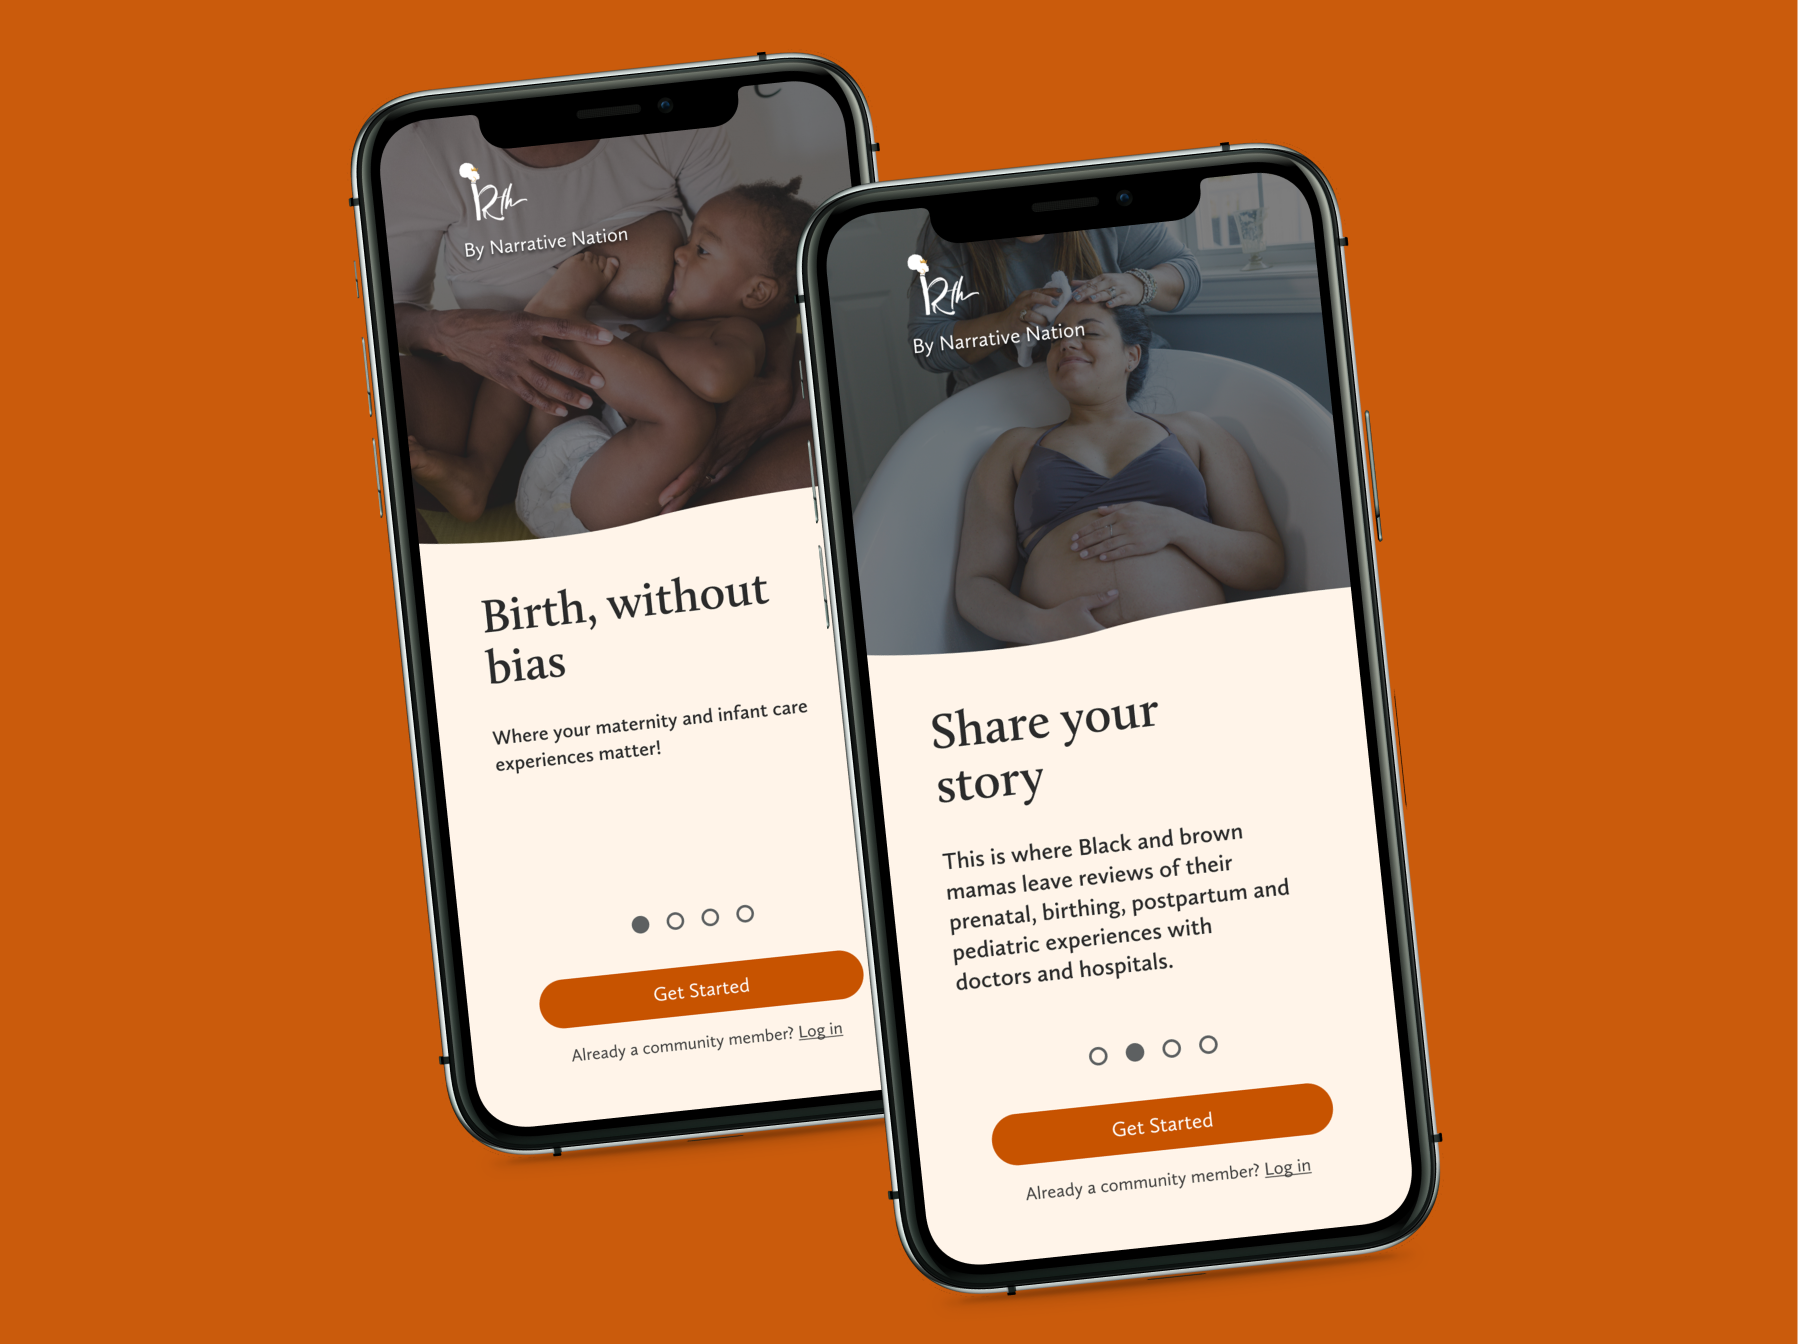 iRth
By Narrative Nation
Birth, without
bias
Where your maternity and infant care
experiences matter!
Get Started
Already a community member? Log in
iRth
By Narrative Nation
Share your
story
This is where Black and brown
mamas leave reviews of their
prenatal, birthing, postpartum and
pediatric experiences with
doctors and hospitals.
Get Started
Already a community member? Log in